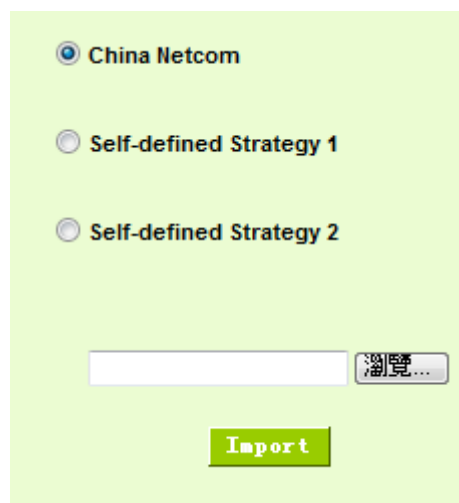 China Netcom
Self-defined Strategy 1
Self-defined Strategy 2
瀏覽...
Import